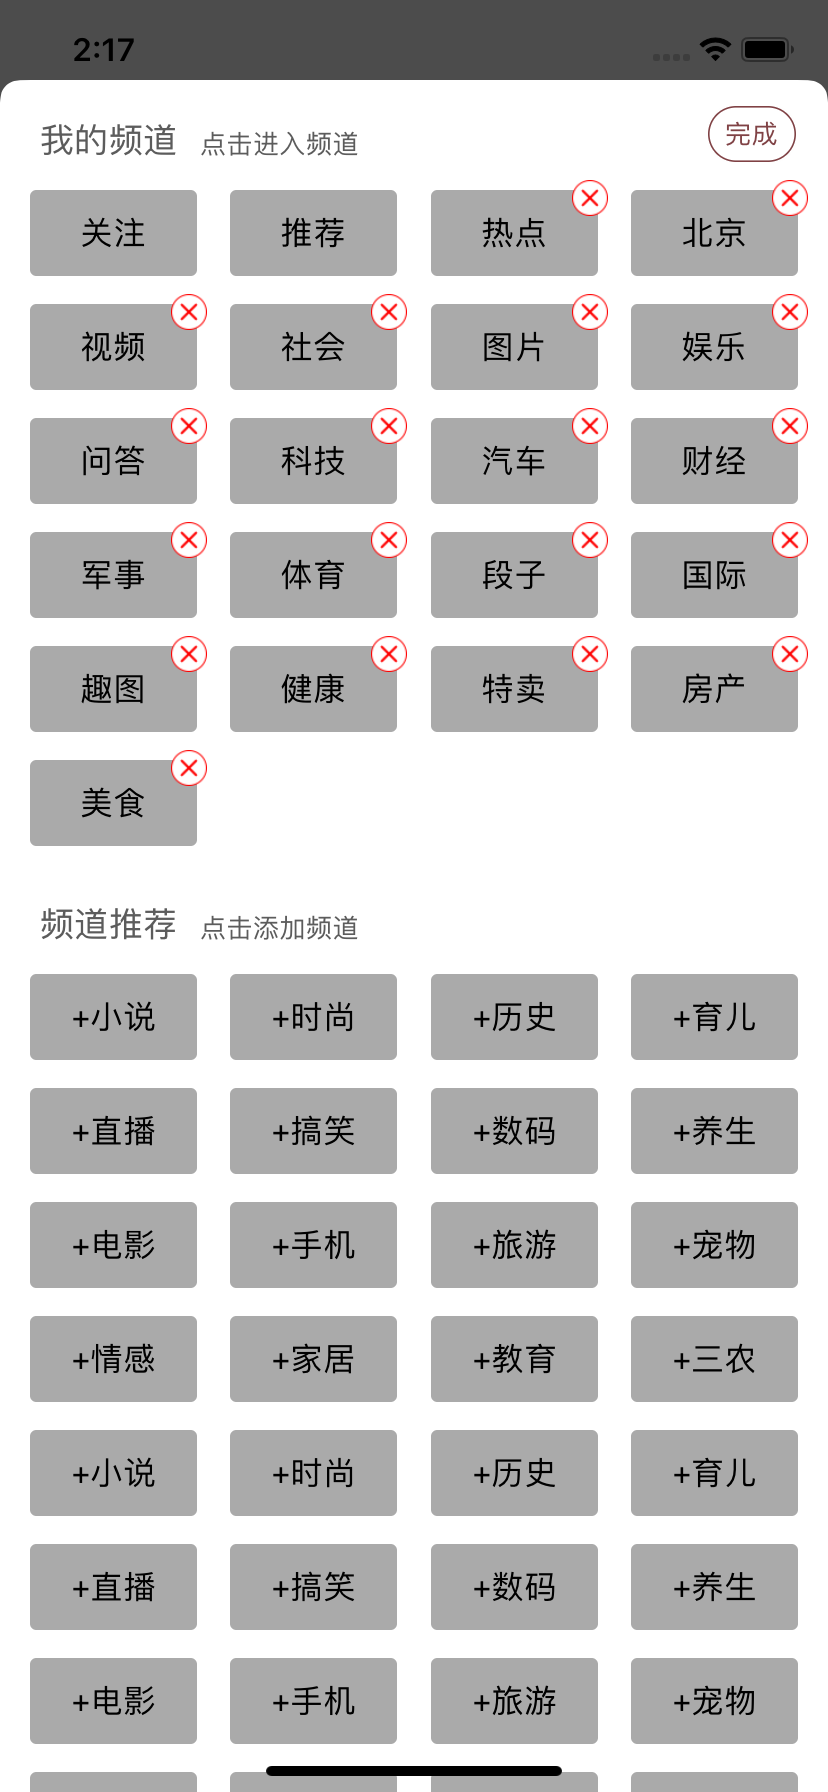 2:17
我的频道 点击进入频道 完成
关注 推荐 热点 北京
视频 社会 图片 娱乐
问答 科技 汽车 财经
军事 体育 段子 国际
趣图 健康 特卖 房产
美食
频道推荐 点击添加频道
+小说 +时尚 +历史 +育儿
+直播 +搞笑 +数码 +养生
+电影 +手机 +旅游 +宠物
+情感 +家居 +教育 +三农
+小说 +时尚 +历史 +育儿
+直播 +搞笑 +数码 +养生
+电影 +手机 +旅游 +宠物